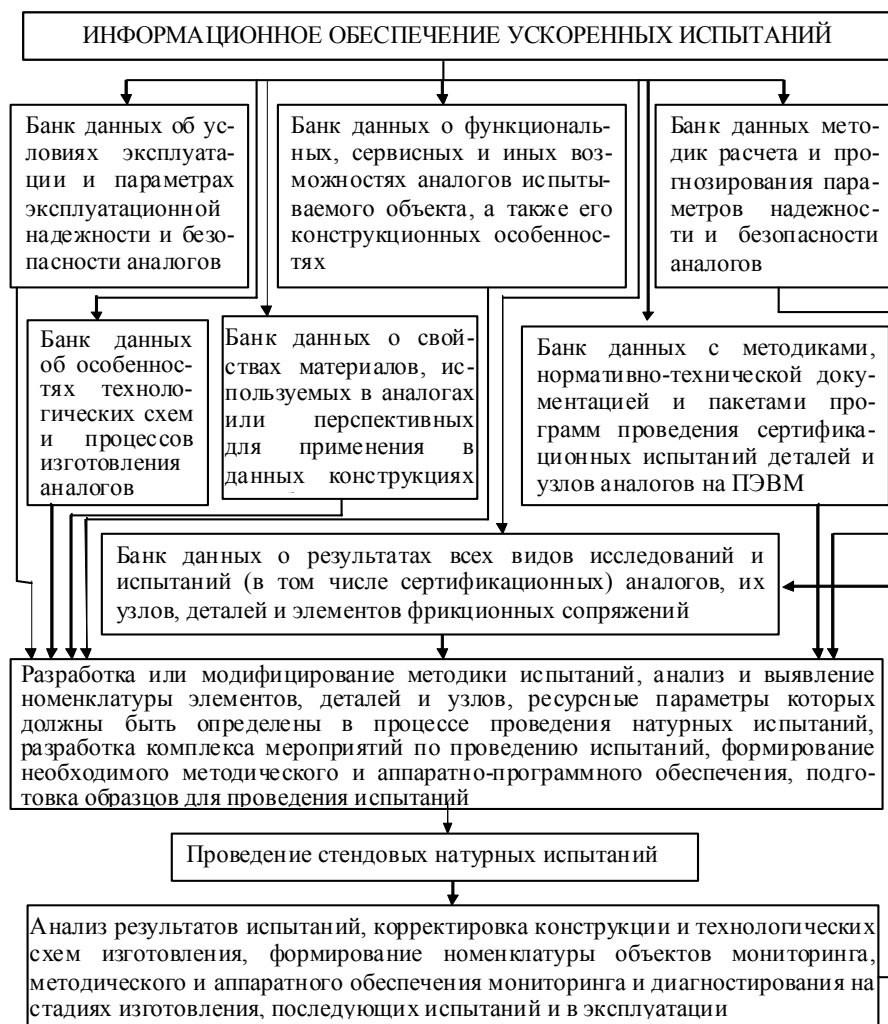 ИНФОРМАЦИОННОЕ ОБЕСПЕЧЕНИЕ УСКОРЕННЫХ ИСПЫТАНИЙ
Банк данных об ус-
ловиях эксплуата-
ции и параметрах
эксплуатационной
надежности и безо-
пасности аналогов
Банк данных о функциональ-
ных, сервисных и иных воз-
можностях аналогов испыты-
ваемого объекта, а также его
конструкционных особеннос-
тях
Банк данных мето-
дик расчета и про-
гнозирования пара-
метров надежнос-
ти и безопасности
аналогов
Банк данных
об особеннос-
тях техноло-
гических схем
и процессов
изготовления
аналогов
Банк данных о свой-
ствах материалов, ис-
пользуемых в аналогах
или перспективных
для применения в
данных конструкциях
Банк данных с методиками,
нормативно-технической доку-
ментацией и пакетами про-
грамм проведения сертифика-
ционных испытаний деталей и
узлов аналогов на ПЭВМ
Банк данных о результатах всех видов исследований и
испытаний (в том числе сертификационных) аналогов, их
узлов, деталей и элементов фрикционных сопряжений
Разработка или модифицирование методики испытаний, анализ и выявление
номенклатуры элементов, деталей и узлов, ресурсные параметры которых
должны быть определены в процессе проведения натурных испытаний,
разработка комплекса мероприятий по проведению испытаний, формирование
необходимого методического и аппаратно-программного обеспечения, подго-
товка образцов для проведения испытаний
Проведение стендовых натурных испытаний
Анализ результатов испытаний, корректировка конструкции и технологических
схем изготовления, формирование номенклатуры объектов мониторинга,
методического и аппаратного обеспечения мониторинга и диагностирования на
стадиях изготовления, последующих испытаний и в эксплуатации